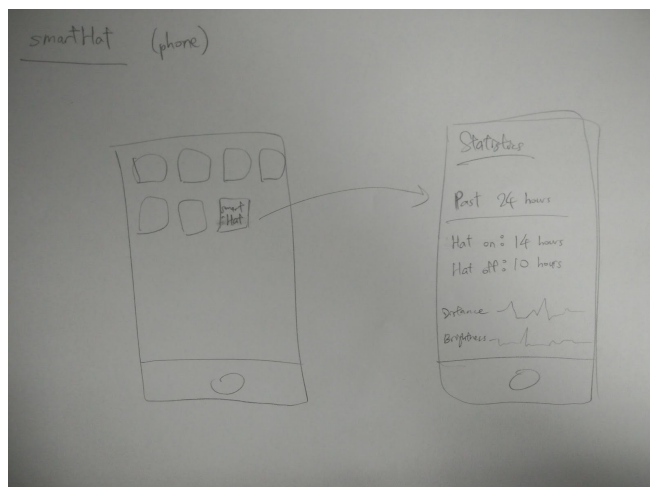 smartHat (phone)
smart
Hat
Statistics
Past 24 hours
Hat on: 14 hours
Hat off: 10 hours
Distance
Brightness